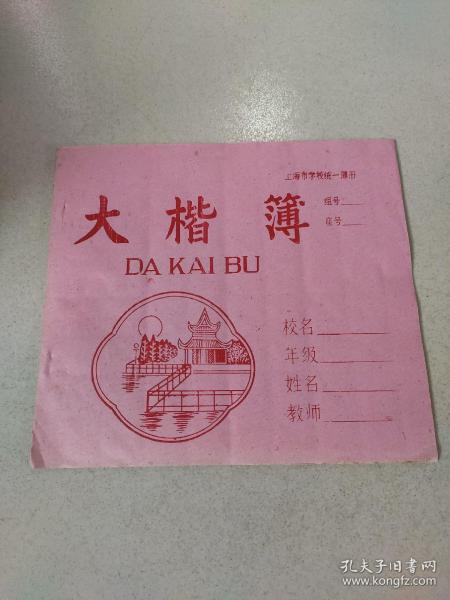 上海市学校统一簿册
组号
座号
大楷簿
DA KAI BU
校名
年级
姓名
教师
孔夫子旧书网
www.kongfz.com